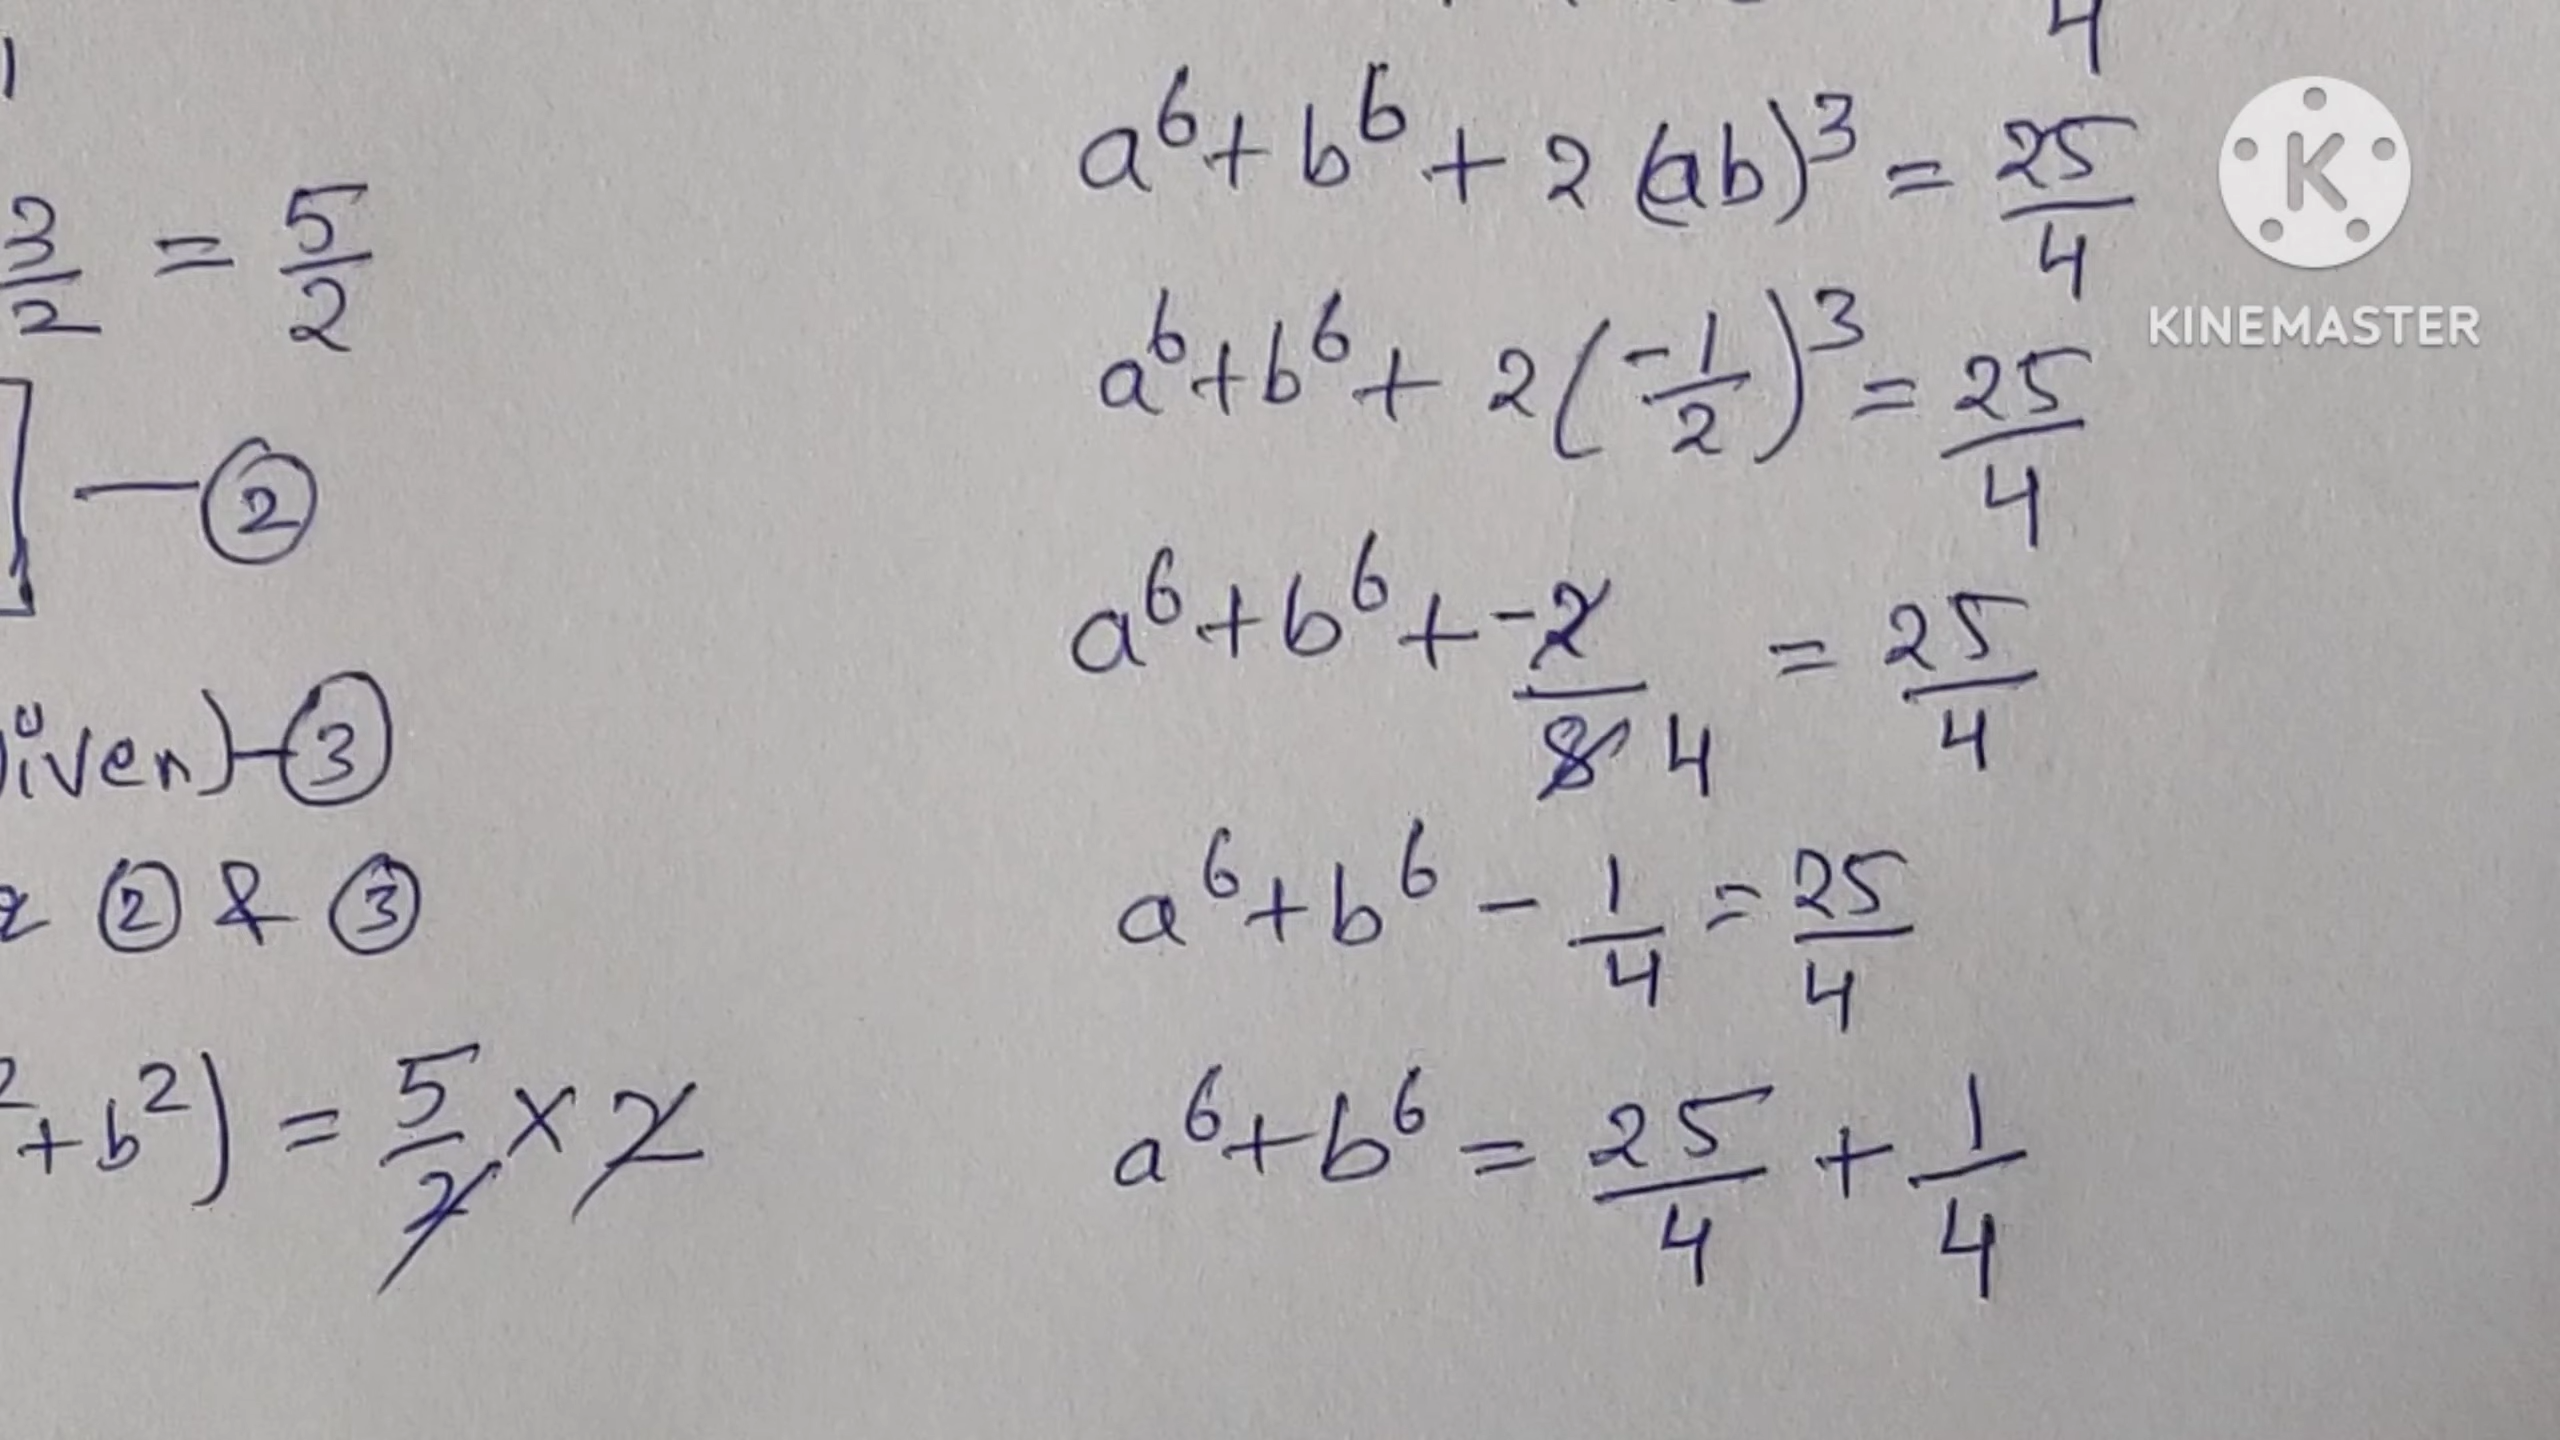 1
3/2 = 5/2
] — ②
iven) - ③
② & ③
2 + b²) = 5/2 × 2
4
a⁶ + b⁶ + 2(ab)³ = 25/4
a⁶ + b⁶ + 2(-1/2)³ = 25/4
a⁶ + b⁶ + -2/8 4 = 25/4
a⁶ + b⁶ - 1/4 = 25/4
a⁶ + b⁶ = 25/4 + 1/4
K
KINEMASTER